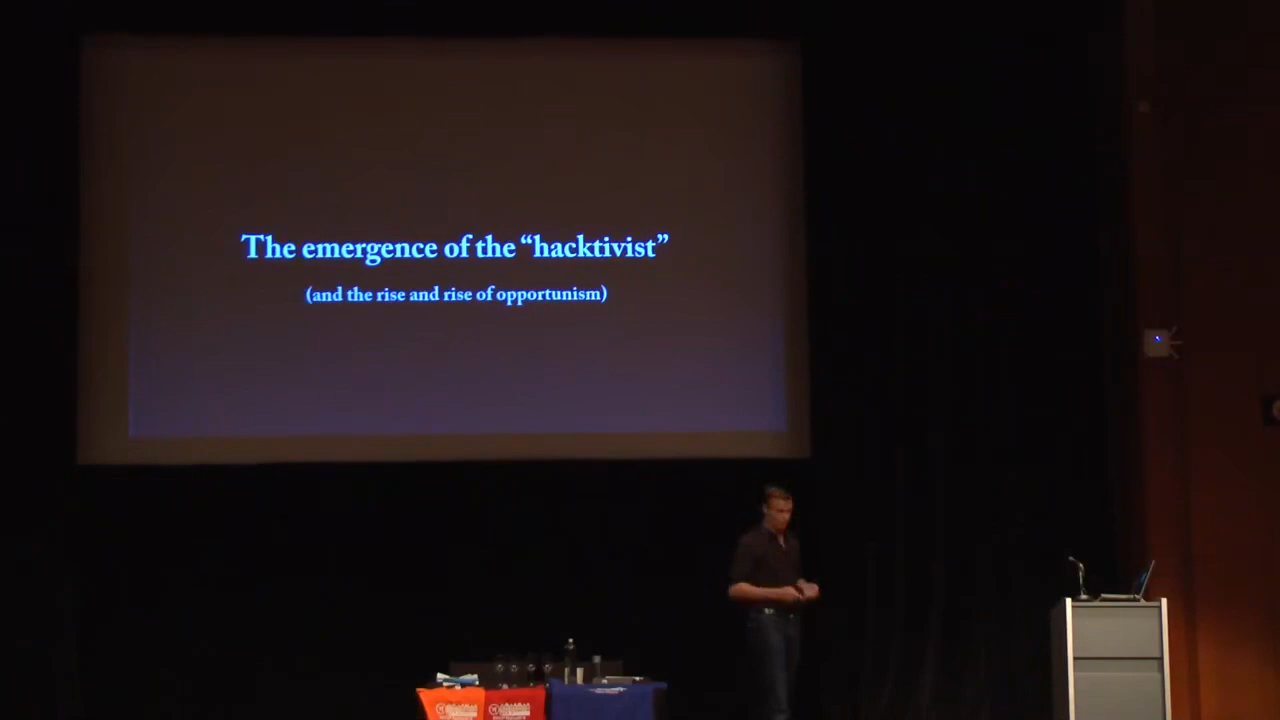 The emergence of the “hacktivist”
(and the rise and rise of opportunism)